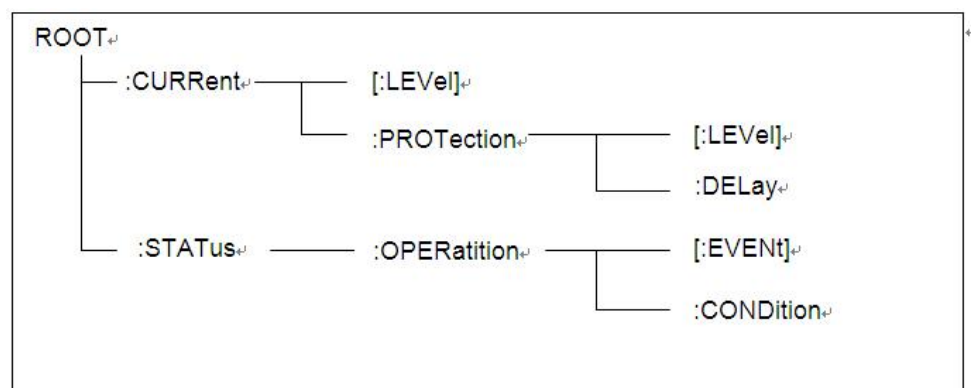 ROOT
:CURRent [:LEVel]
:PROTection [:LEVel]
:DELay
:STATus :OPERatition [:EVENt]
:CONDition